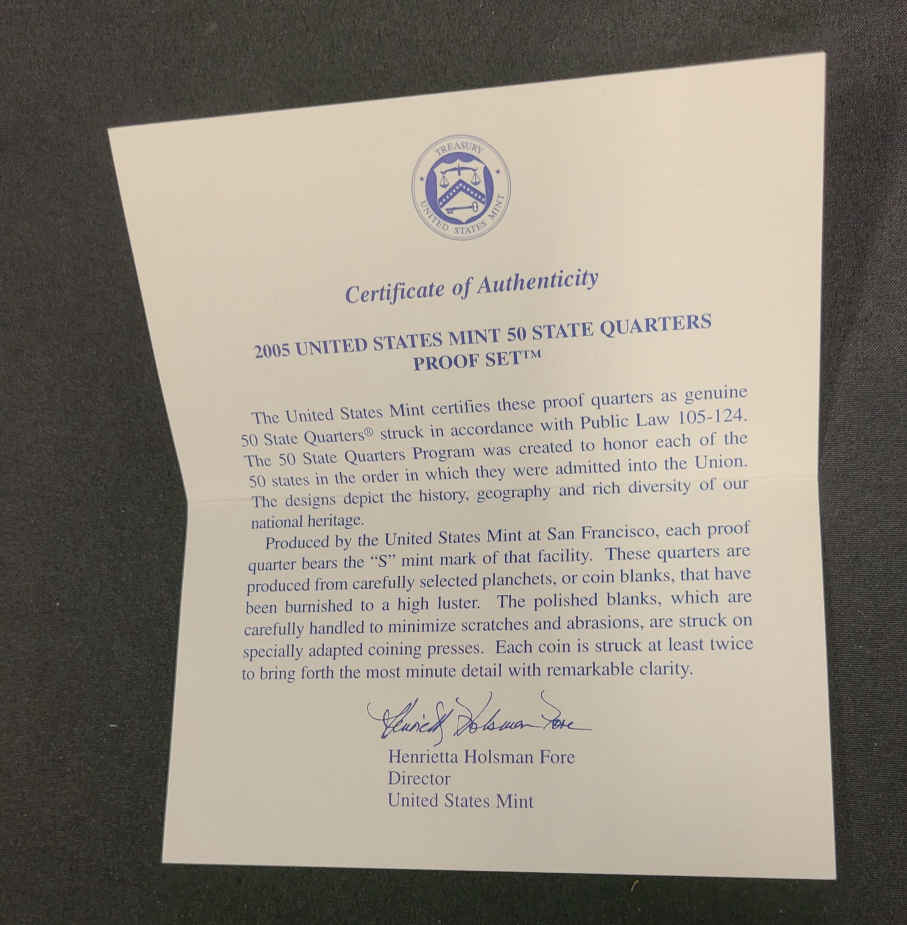 TREASURY
UNITED STATES MINT
Certificate of Authenticity
2005 UNITED STATES MINT 50 STATE QUARTERS
PROOF SET™
The United States Mint certifies these proof quarters as genuine
50 State Quarters® struck in accordance with Public Law 105-124.
The 50 State Quarters Program was created to honor each of the
50 states in the order in which they were admitted into the Union.
The designs depict the history, geography and rich diversity of our
national heritage.
Produced by the United States Mint at San Francisco, each proof
quarter bears the “S” mint mark of that facility. These quarters are
produced from carefully selected planchets, or coin blanks, that have
been burnished to a high luster. The polished blanks, which are
carefully handled to minimize scratches and abrasions, are struck on
specially adapted coining presses. Each coin is struck at least twice
to bring forth the most minute detail with remarkable clarity.
Henrietta Holsman Fore
Henrietta Holsman Fore
Director
United States Mint